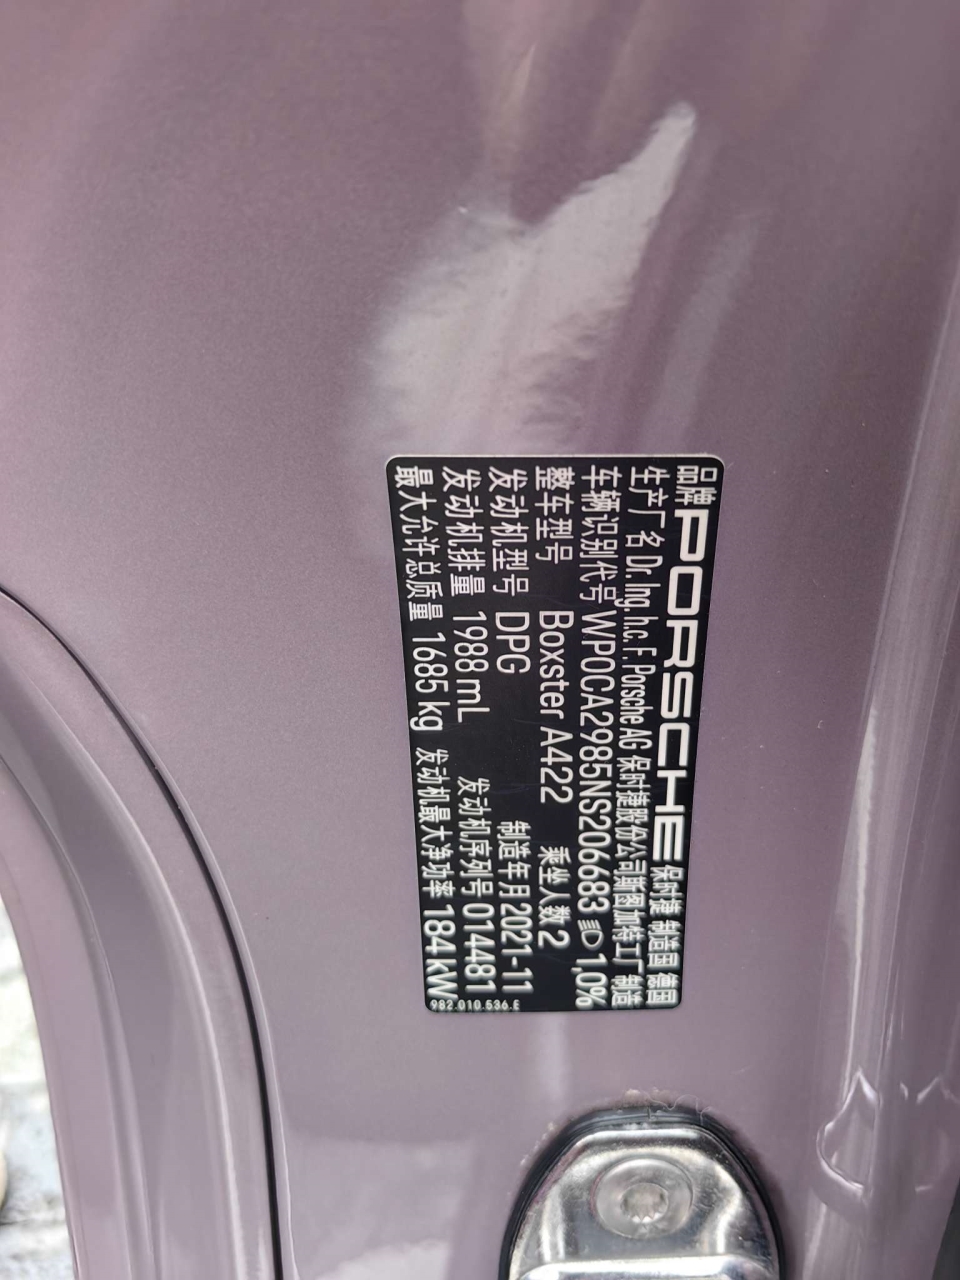 品牌 PORSCHE 保时捷 制造国 德国
生产厂名 Dr. Ing. h.c. F. Porsche AG 保时捷股份公司斯图加特工厂 制造
车辆识别代号 WP0CA2985NS206683 1,0%
整车型号 Boxster A422 乘坐人数 2
发动机型号 DPG 制造年月 2021-11
发动机排量 1988 mL 发动机序列号 014481
最大允许总质量 1685 kg 发动机最大净功率 184 kW
982.010.536.E